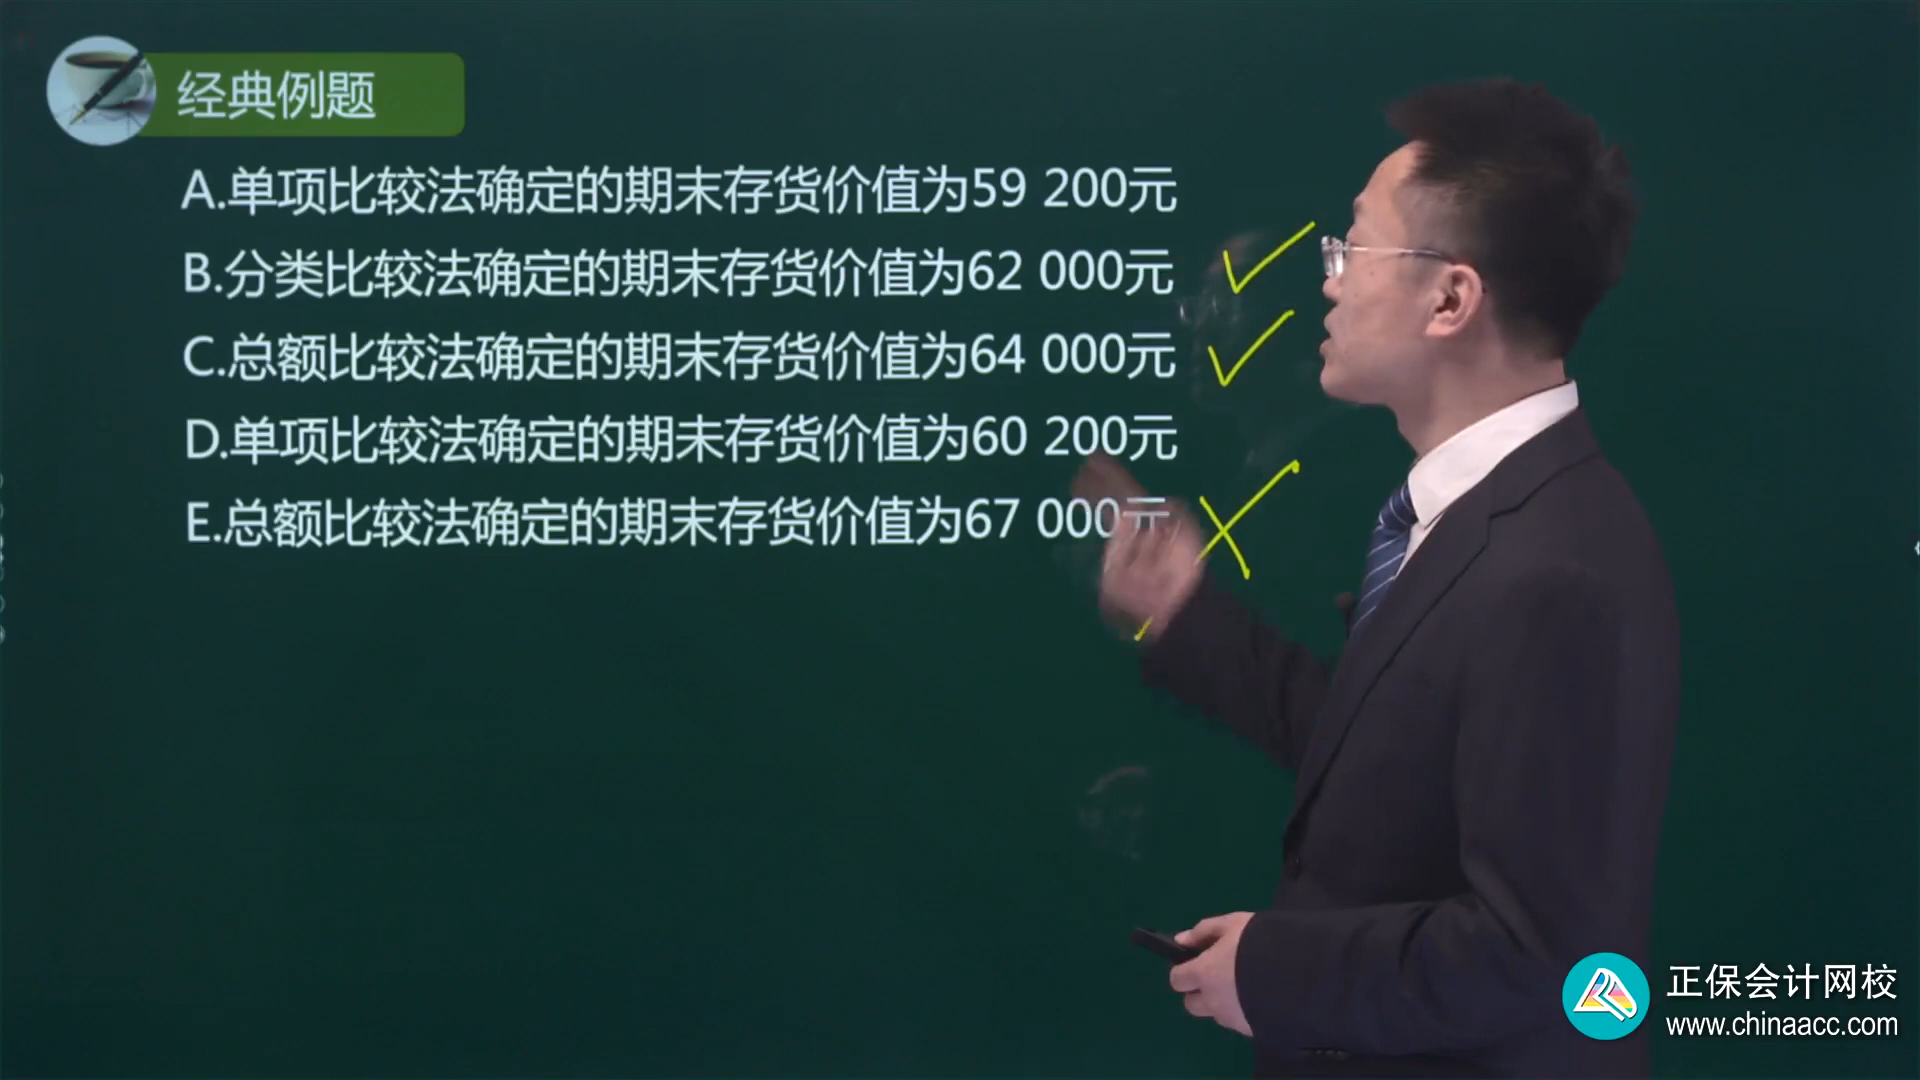 经典例题
A.单项比较法确定的期末存货价值为59 200元
B.分类比较法确定的期末存货价值为62 000元
C.总额比较法确定的期末存货价值为64 000元
D.单项比较法确定的期末存货价值为60 200元
E.总额比较法确定的期末存货价值为67 000元
正保会计网校
www.chinaacc.com